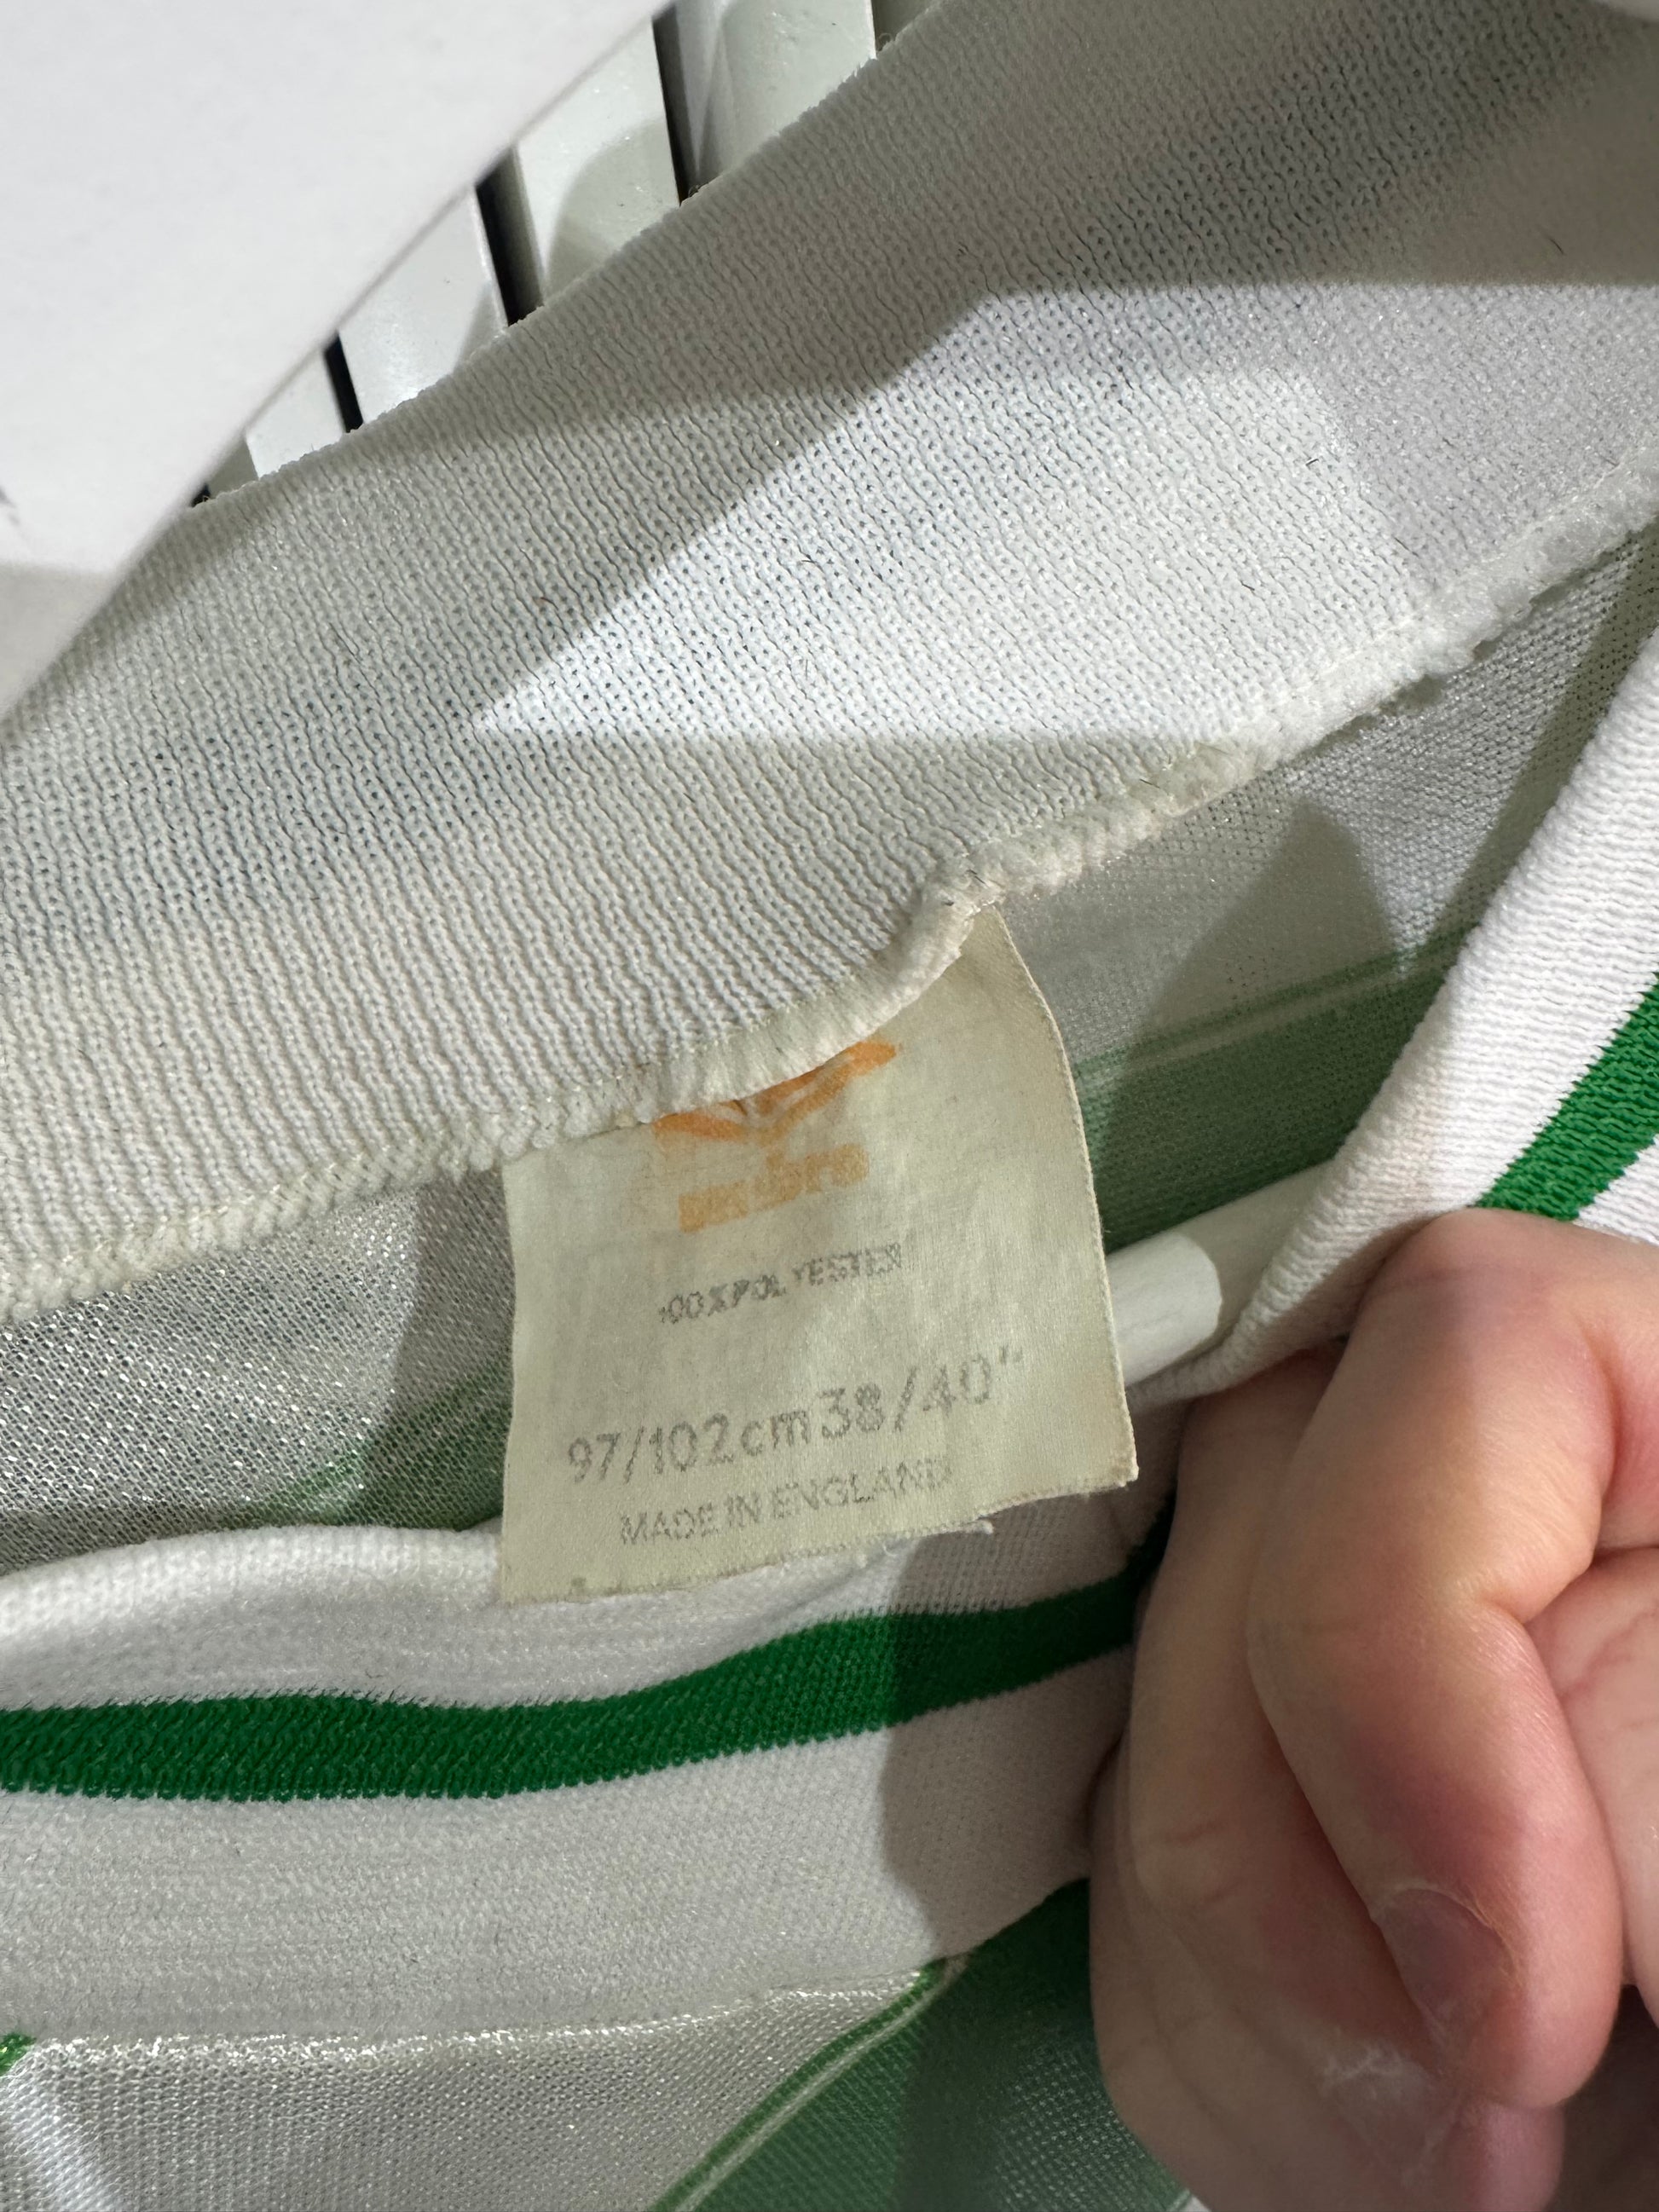 umbro
100% POLYESTER
97/102cm 38/40"
MADE IN ENGLAND